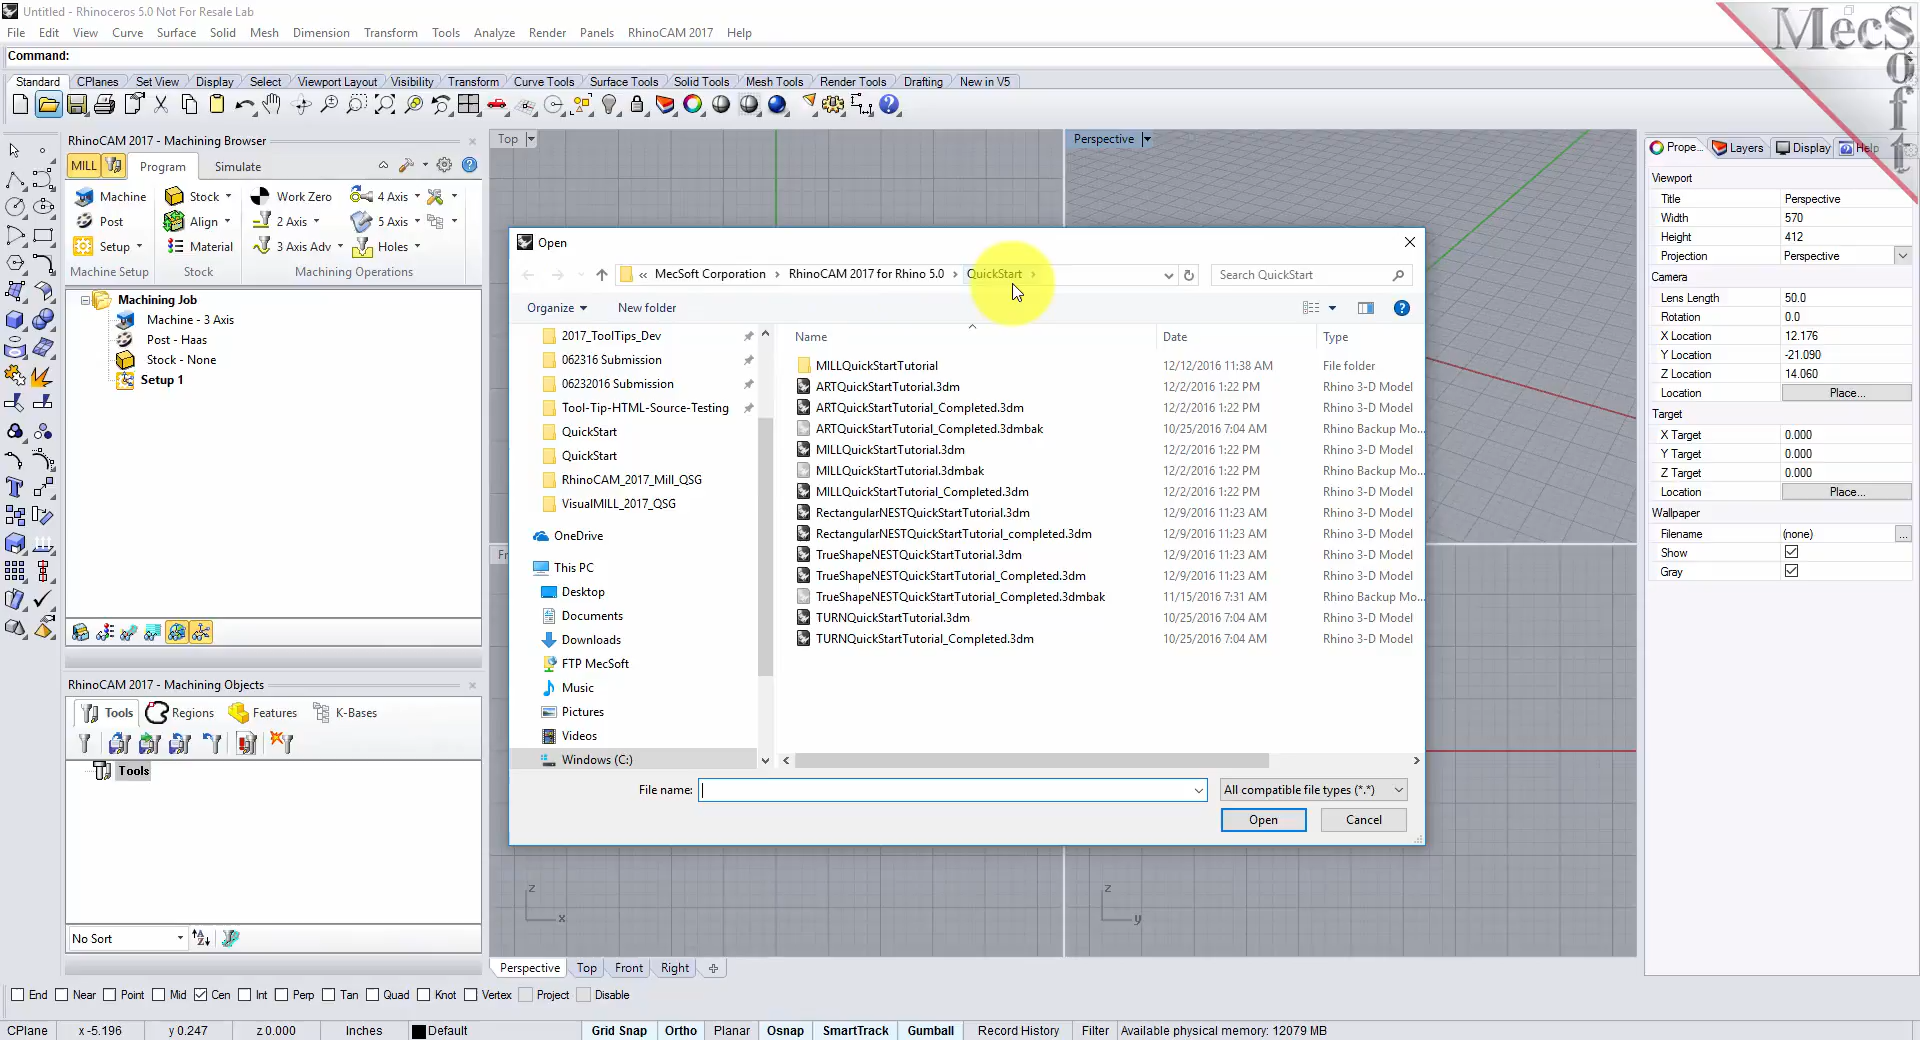 Untitled - Rhinoceros 5.0 Not For Resale Lab
File Edit View Curve Surface Solid Mesh Dimension Transform Tools Analyze Render Panels RhinoCAM 2017 Help
MecSoft
Command:
Standard CPlanes Set View Display Select Viewport Layout Visibility Transform Curve Tools Surface Tools Solid Tools Mesh Tools Render Tools Drafting New in V5
RhinoCAM 2017 - Machining Browser
MILL Program Simulate
Machine Stock Work Zero 4 Axis
Post Align 2 Axis 5 Axis
Setup Material 3 Axis Adv Holes
Machine Setup Stock Machining Operations
Machining Job
Machine - 3 Axis
Post - Haas
Stock - None
Setup 1
RhinoCAM 2017 - Machining Objects
Tools Regions Features K-Bases
Tools
No Sort
Top
Perspective
Open
« MecSoft Corporation › RhinoCAM 2017 for Rhino 5.0 › QuickStart ›
Search QuickStart
Organize New folder
2017_ToolTips_Dev
062316 Submission
06232016 Submission
Tool-Tip-HTML-Source-Testing
QuickStart
QuickStart
RhinoCAM_2017_Mill_QSG
VisualMILL_2017_QSG
OneDrive
This PC
Desktop
Documents
Downloads
FTP MecSoft
Music
Pictures
Videos
Windows (C:)
Name Date Type
MILLQuickStartTutorial 12/12/2016 11:38 AM File folder
ARTQuickStartTutorial.3dm 12/2/2016 1:22 PM Rhino 3-D Model
ARTQuickStartTutorial_Completed.3dm 12/2/2016 1:22 PM Rhino 3-D Model
ARTQuickStartTutorial_Completed.3dmbak 10/25/2016 7:04 AM Rhino Backup Mo...
MILLQuickStartTutorial.3dm 12/2/2016 1:22 PM Rhino 3-D Model
MILLQuickStartTutorial.3dmbak 12/2/2016 1:22 PM Rhino Backup Mo...
MILLQuickStartTutorial_Completed.3dm 12/2/2016 1:22 PM Rhino 3-D Model
RectangularNESTQuickStartTutorial.3dm 12/9/2016 11:23 AM Rhino 3-D Model
RectangularNESTQuickStartTutorial_completed.3dm 12/9/2016 11:23 AM Rhino 3-D Model
TrueShapeNESTQuickStartTutorial.3dm 12/9/2016 11:23 AM Rhino 3-D Model
TrueShapeNESTQuickStartTutorial_Completed.3dm 12/9/2016 11:23 AM Rhino 3-D Model
TrueShapeNESTQuickStartTutorial_Completed.3dmbak 11/15/2016 7:31 AM Rhino Backup Mo...
TURNQuickStartTutorial.3dm 10/25/2016 7:04 AM Rhino 3-D Model
TURNQuickStartTutorial_Completed.3dm 10/25/2016 7:04 AM Rhino 3-D Model
File name: All compatible file types (*.*)
Open Cancel
z x
z y
Prope... Layers Display Help
Viewport
Title Perspective
Width 570
Height 412
Projection Perspective
Camera
Lens Length 50.0
Rotation 0.0
X Location 12.176
Y Location -21.090
Z Location 14.060
Location Place...
Target
X Target 0.000
Y Target 0.000
Z Target 0.000
Location Place...
Wallpaper
Filename (none) ...
Show
Gray
Perspective Top Front Right
End Near Point Mid Cen Int Perp Tan Quad Knot Vertex Project Disable
CPlane x -5.196 y 0.247 z 0.000 Inches Default Grid Snap Ortho Planar Osnap SmartTrack Gumball Record History Filter Available physical memory: 12079 MB